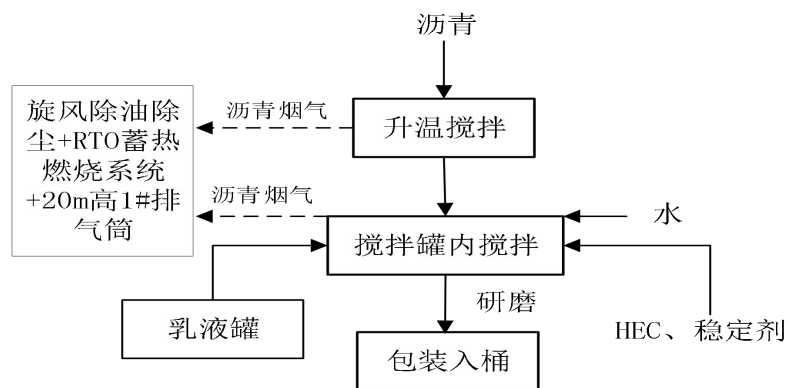 沥青
旋风除油除
尘+RTO蓄热
燃烧系统
+20m高1#排
气筒
沥青烟气
升温搅拌
沥青烟气
搅拌罐内搅拌
水
乳液罐
研磨
HEC、稳定剂
包装入桶